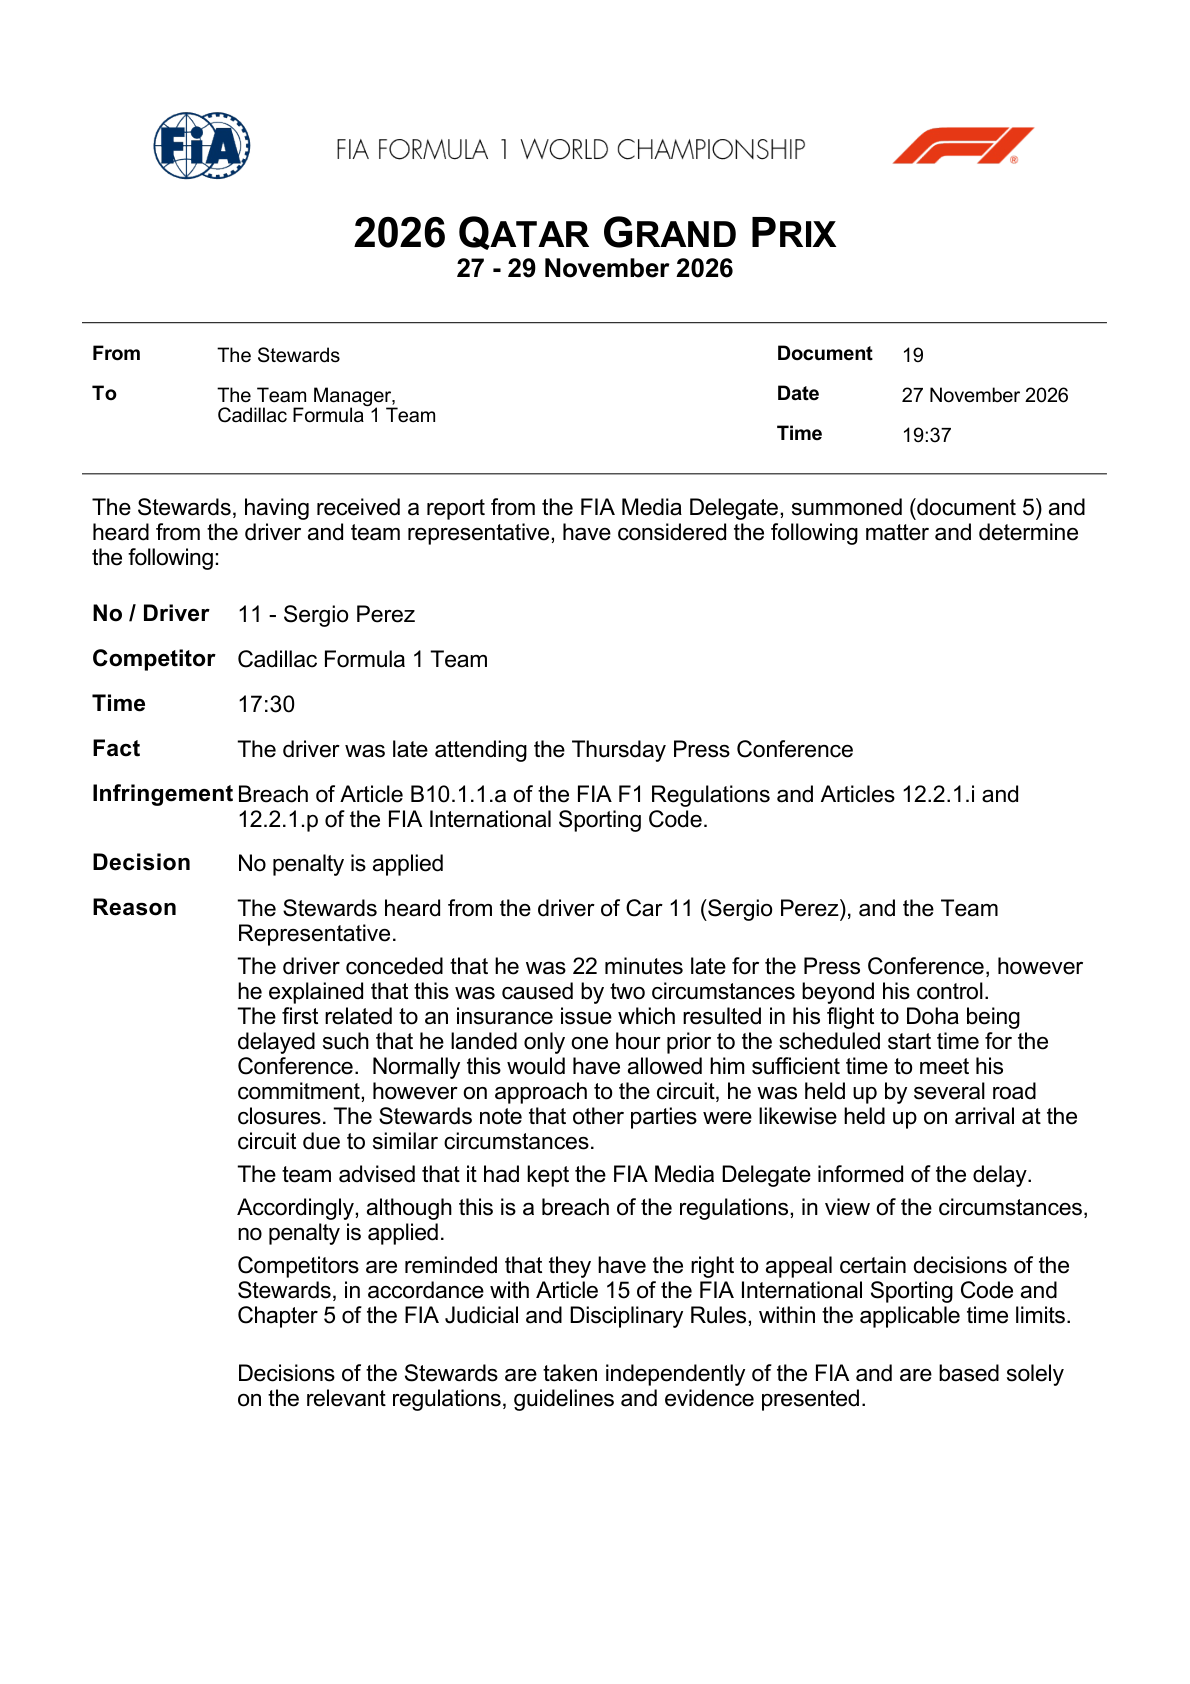 FIA
FIA FORMULA 1 WORLD CHAMPIONSHIP
F1
®
2026 QATAR GRAND PRIX
27 - 29 November 2026
From The Stewards Document 19
To The Team Manager, Date 27 November 2026
Cadillac Formula 1 Team
Time 19:37
The Stewards, having received a report from the FIA Media Delegate, summoned (document 5) and
heard from the driver and team representative, have considered the following matter and determine
the following:
No / Driver 11 - Sergio Perez
Competitor Cadillac Formula 1 Team
Time 17:30
Fact The driver was late attending the Thursday Press Conference
Infringement Breach of Article B10.1.1.a of the FIA F1 Regulations and Articles 12.2.1.i and
12.2.1.p of the FIA International Sporting Code.
Decision No penalty is applied
Reason The Stewards heard from the driver of Car 11 (Sergio Perez), and the Team
Representative.
The driver conceded that he was 22 minutes late for the Press Conference, however
he explained that this was caused by two circumstances beyond his control.
The first related to an insurance issue which resulted in his flight to Doha being
delayed such that he landed only one hour prior to the scheduled start time for the
Conference.  Normally this would have allowed him sufficient time to meet his
commitment, however on approach to the circuit, he was held up by several road
closures. The Stewards note that other parties were likewise held up on arrival at the
circuit due to similar circumstances.
The team advised that it had kept the FIA Media Delegate informed of the delay.
Accordingly, although this is a breach of the regulations, in view of the circumstances,
no penalty is applied.
Competitors are reminded that they have the right to appeal certain decisions of the
Stewards, in accordance with Article 15 of the FIA International Sporting Code and
Chapter 5 of the FIA Judicial and Disciplinary Rules, within the applicable time limits.
Decisions of the Stewards are taken independently of the FIA and are based solely
on the relevant regulations, guidelines and evidence presented.